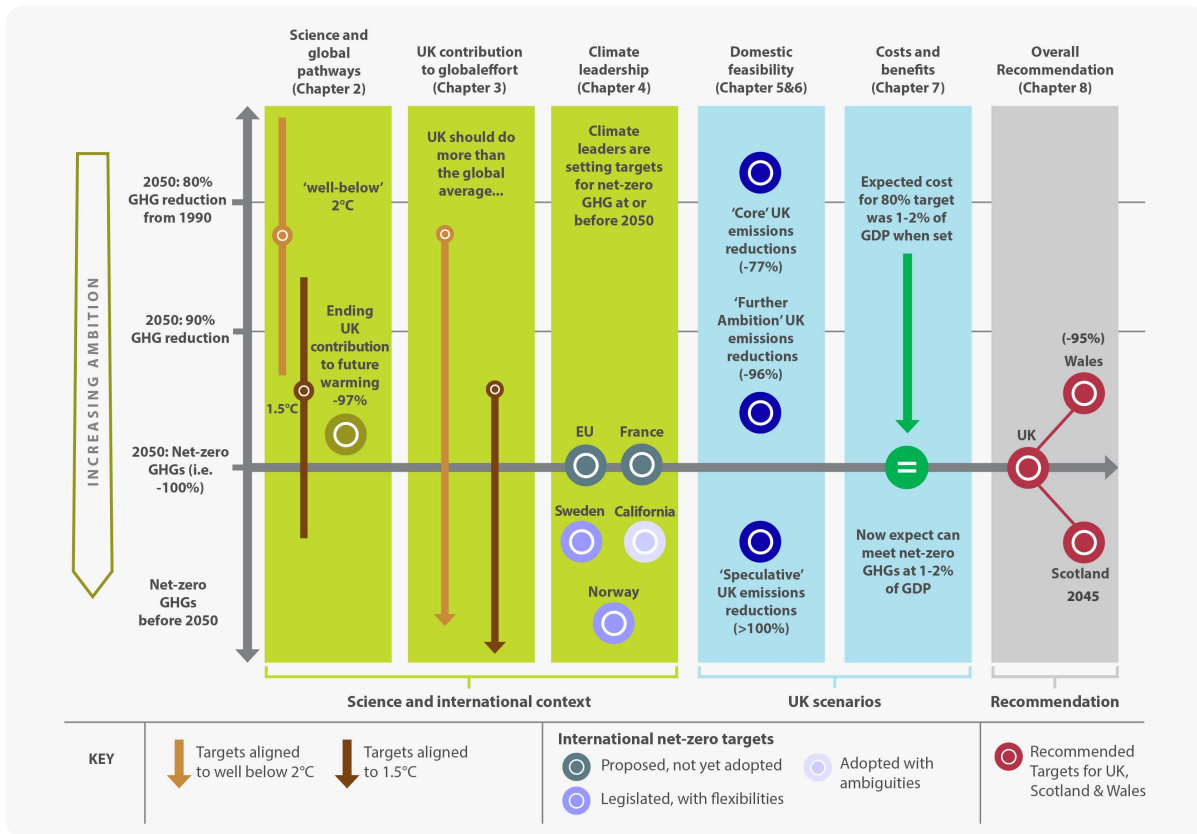 Science and
global
pathways
(Chapter 2)
UK contribution
to globaleffort
(Chapter 3)
Climate
leadership
(Chapter 4)
Domestic
feasibility
(Chapter 5&6)
Costs and
benefits
(Chapter 7)
Overall
Recommendation
(Chapter 8)
INCREASING AMBITION
2050: 80%
GHG reduction
from 1990
2050: 90%
GHG reduction
2050: Net-zero
GHGs (i.e.
-100%)
Net-zero
GHGs
before 2050
‘well-below’
2°C
Ending
UK
contribution
to future
warming
-97%
1.5°C
UK should do
more than
the global
average...
Climate
leaders are
setting targets
for net-zero
GHG at or
before 2050
EU
France
Sweden
California
Norway
‘Core’ UK
emissions
reductions
(-77%)
‘Further
Ambition’ UK
emissions
reductions
(-96%)
‘Speculative’
UK emissions
reductions
(>100%)
Expected cost
for 80% target
was 1-2% of
GDP when set
=
Now expect can
meet net-zero
GHGs at 1-2%
of GDP
(-95%)
Wales
UK
Scotland
2045
Science and international context
UK scenarios
Recommendation
KEY
Targets aligned
to well below 2°C
Targets aligned
to 1.5°C
International net-zero targets
Proposed, not yet adopted
Legislated, with flexibilities
Adopted with
ambiguities
Recommended
Targets for UK,
Scotland & Wales